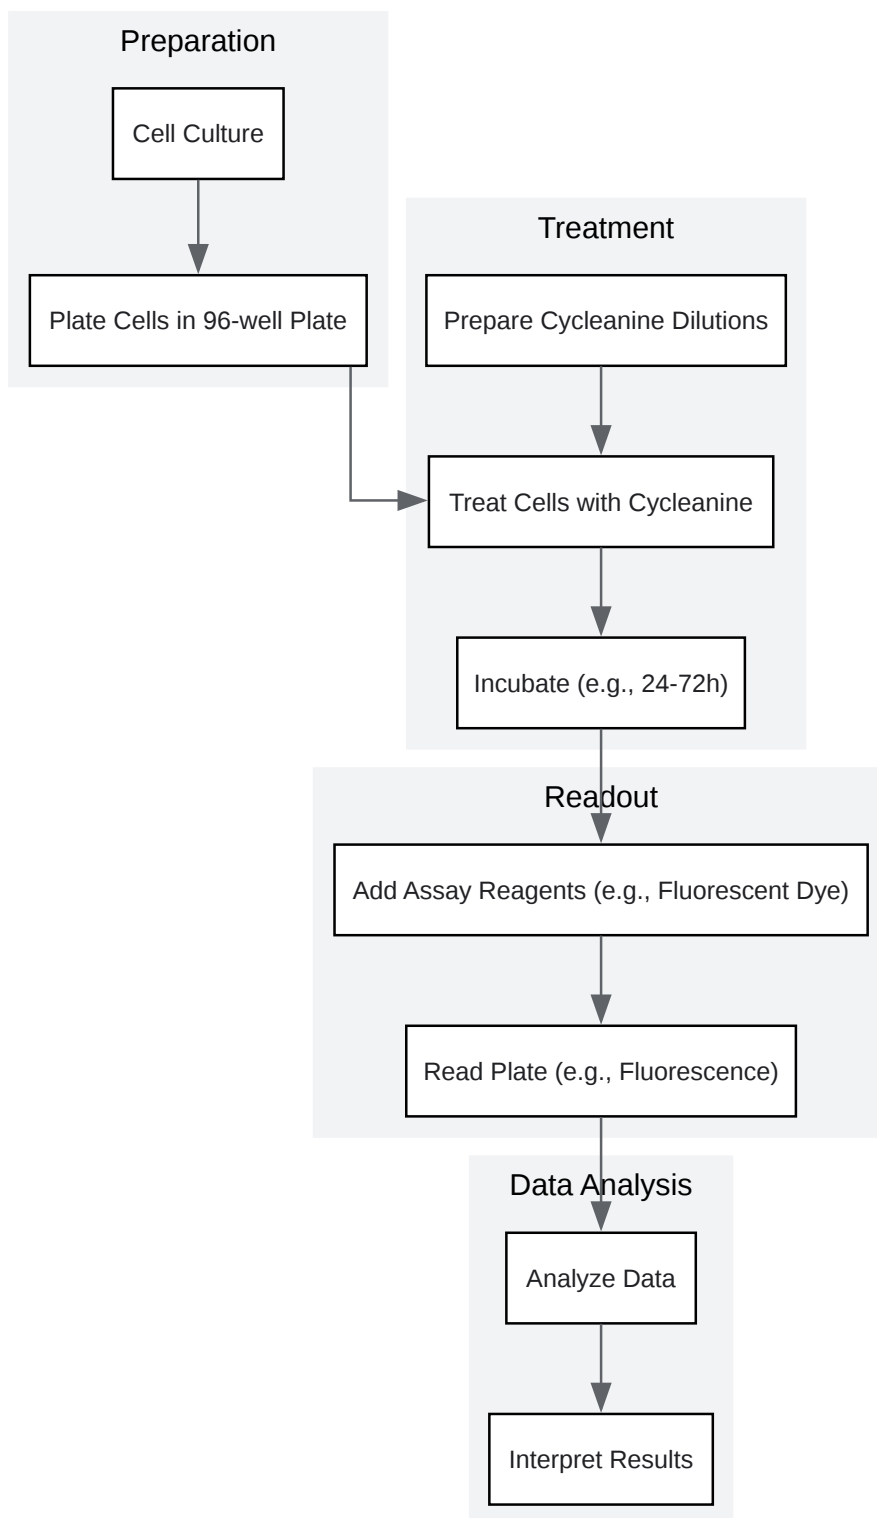 Preparation
Cell Culture
Plate Cells in 96-well Plate
Treatment
Prepare Cycleanine Dilutions
Treat Cells with Cycleanine
Incubate (e.g., 24-72h)
Readout
Add Assay Reagents (e.g., Fluorescent Dye)
Read Plate (e.g., Fluorescence)
Data Analysis
Analyze Data
Interpret Results